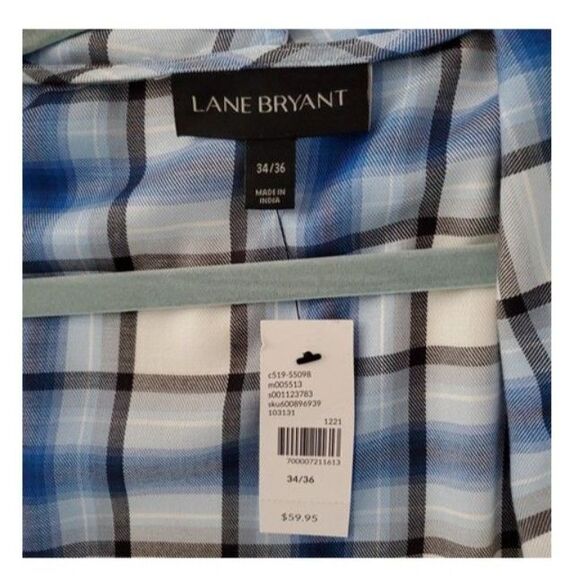 LANE BRYANT
34/36
MADE IN
INDIA
c519-55098
m005513
s001123783
sku600896939
103131
1221
700007211613
34/36
$59.95